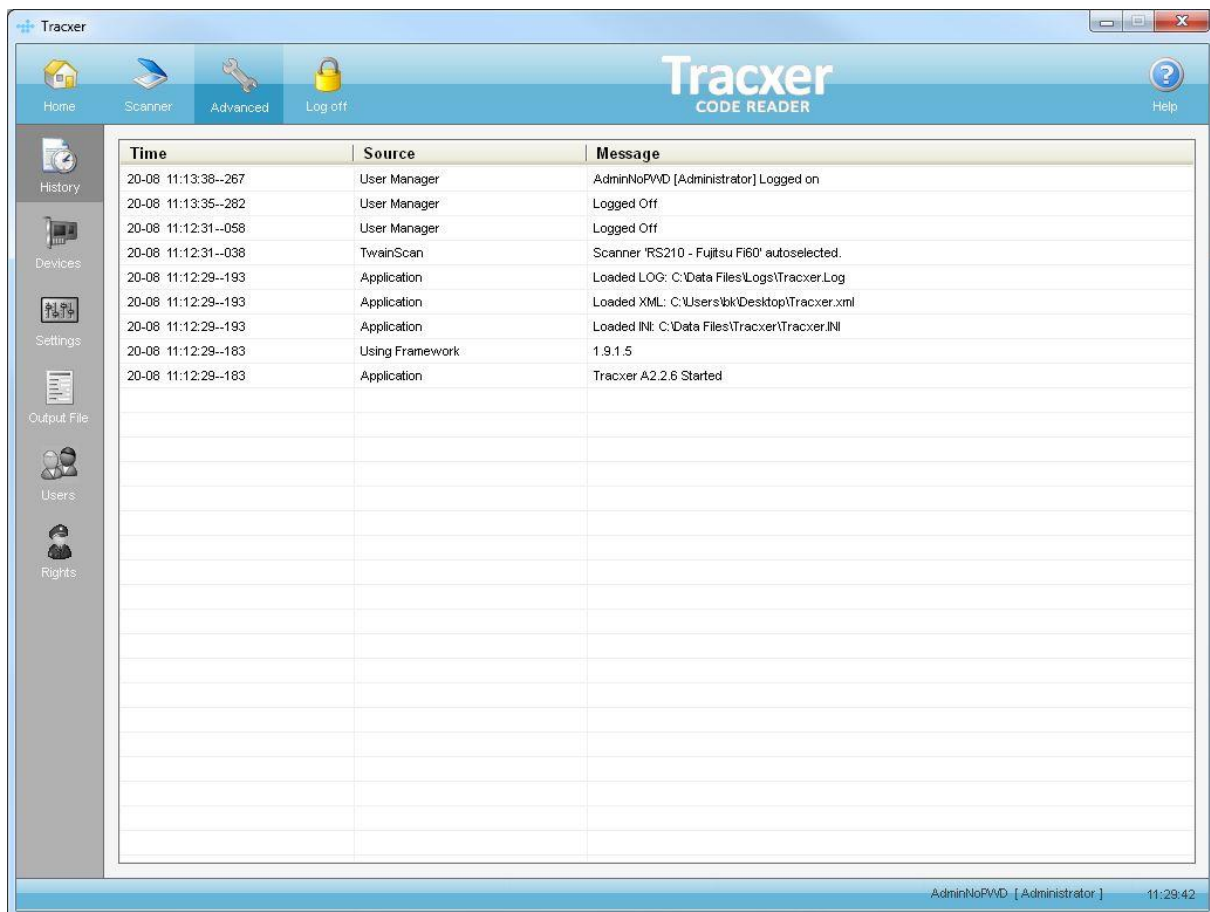 Tracxer
Home Scanner Advanced Log off Tracxer CODE READER Help
History
Devices
Settings
Output File
Users
Rights
Time Source Message
20-08 11:13:38--267 User Manager AdminNoPWD [Administrator] Logged on
20-08 11:13:35--282 User Manager Logged Off
20-08 11:12:31--058 User Manager Logged Off
20-08 11:12:31--038 TwainScan Scanner 'RS210 - Fujitsu Fi60' autoselected.
20-08 11:12:29--193 Application Loaded LOG: C:\Data Files\Logs\Tracxer.Log
20-08 11:12:29--193 Application Loaded XML: C:\Users\bk\Desktop\Tracxer.xml
20-08 11:12:29--193 Application Loaded INI: C:\Data Files\Tracxer\Tracxer.INI
20-08 11:12:29--183 Using Framework 1.9.1.5
20-08 11:12:29--183 Application Tracxer A2.2.6 Started
AdminNoPWD [ Administrator ] 11:29:42